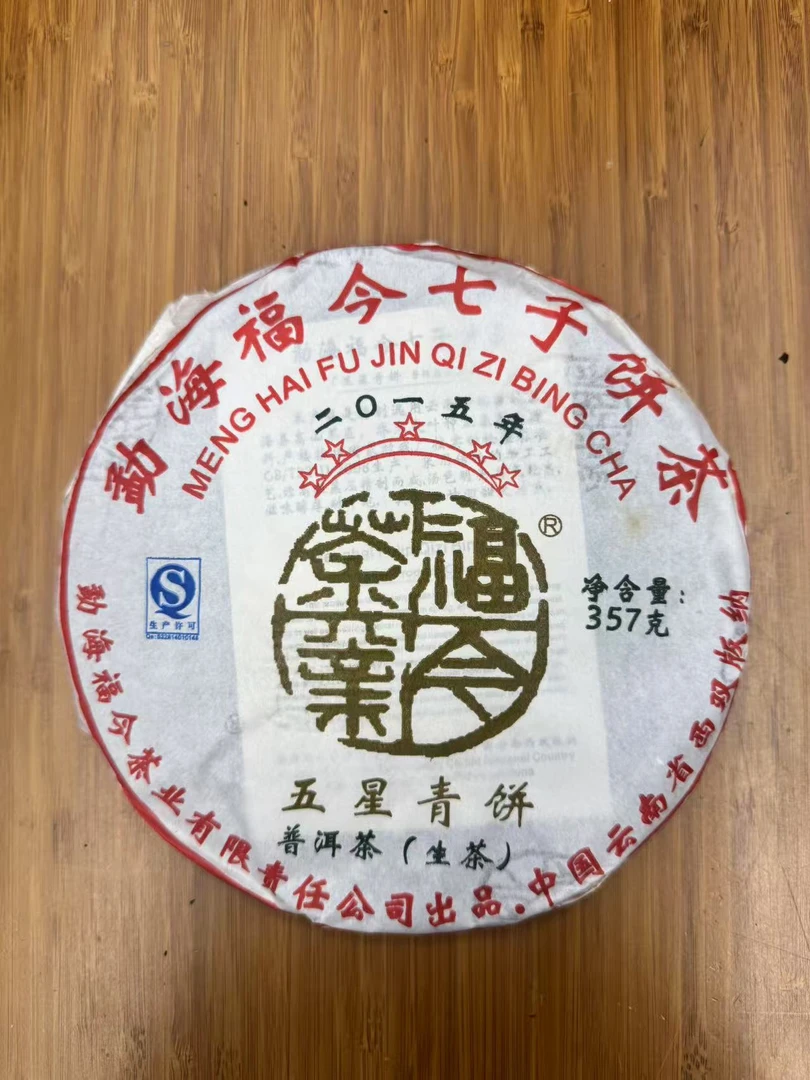 勐海福今七子饼茶
MENG HAI FU JIN QI ZI BING CHA
二〇一五年
福今茶业
®
生产许可
净含量:
357克
五星青饼
普洱茶(生茶)
勐海福今茶业有限责任公司出品·中国云南省西双版纳